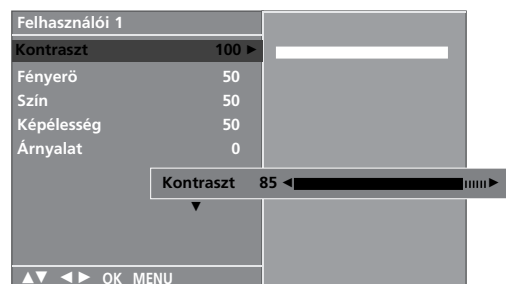 Felhasználói 1
Kontraszt 100 ►
Fényerö 50
Szín 50
Képélesség 50
Árnyalat 0
Kontraszt 85 ◄ ►
▼
▲▼ ◄► OK MENU